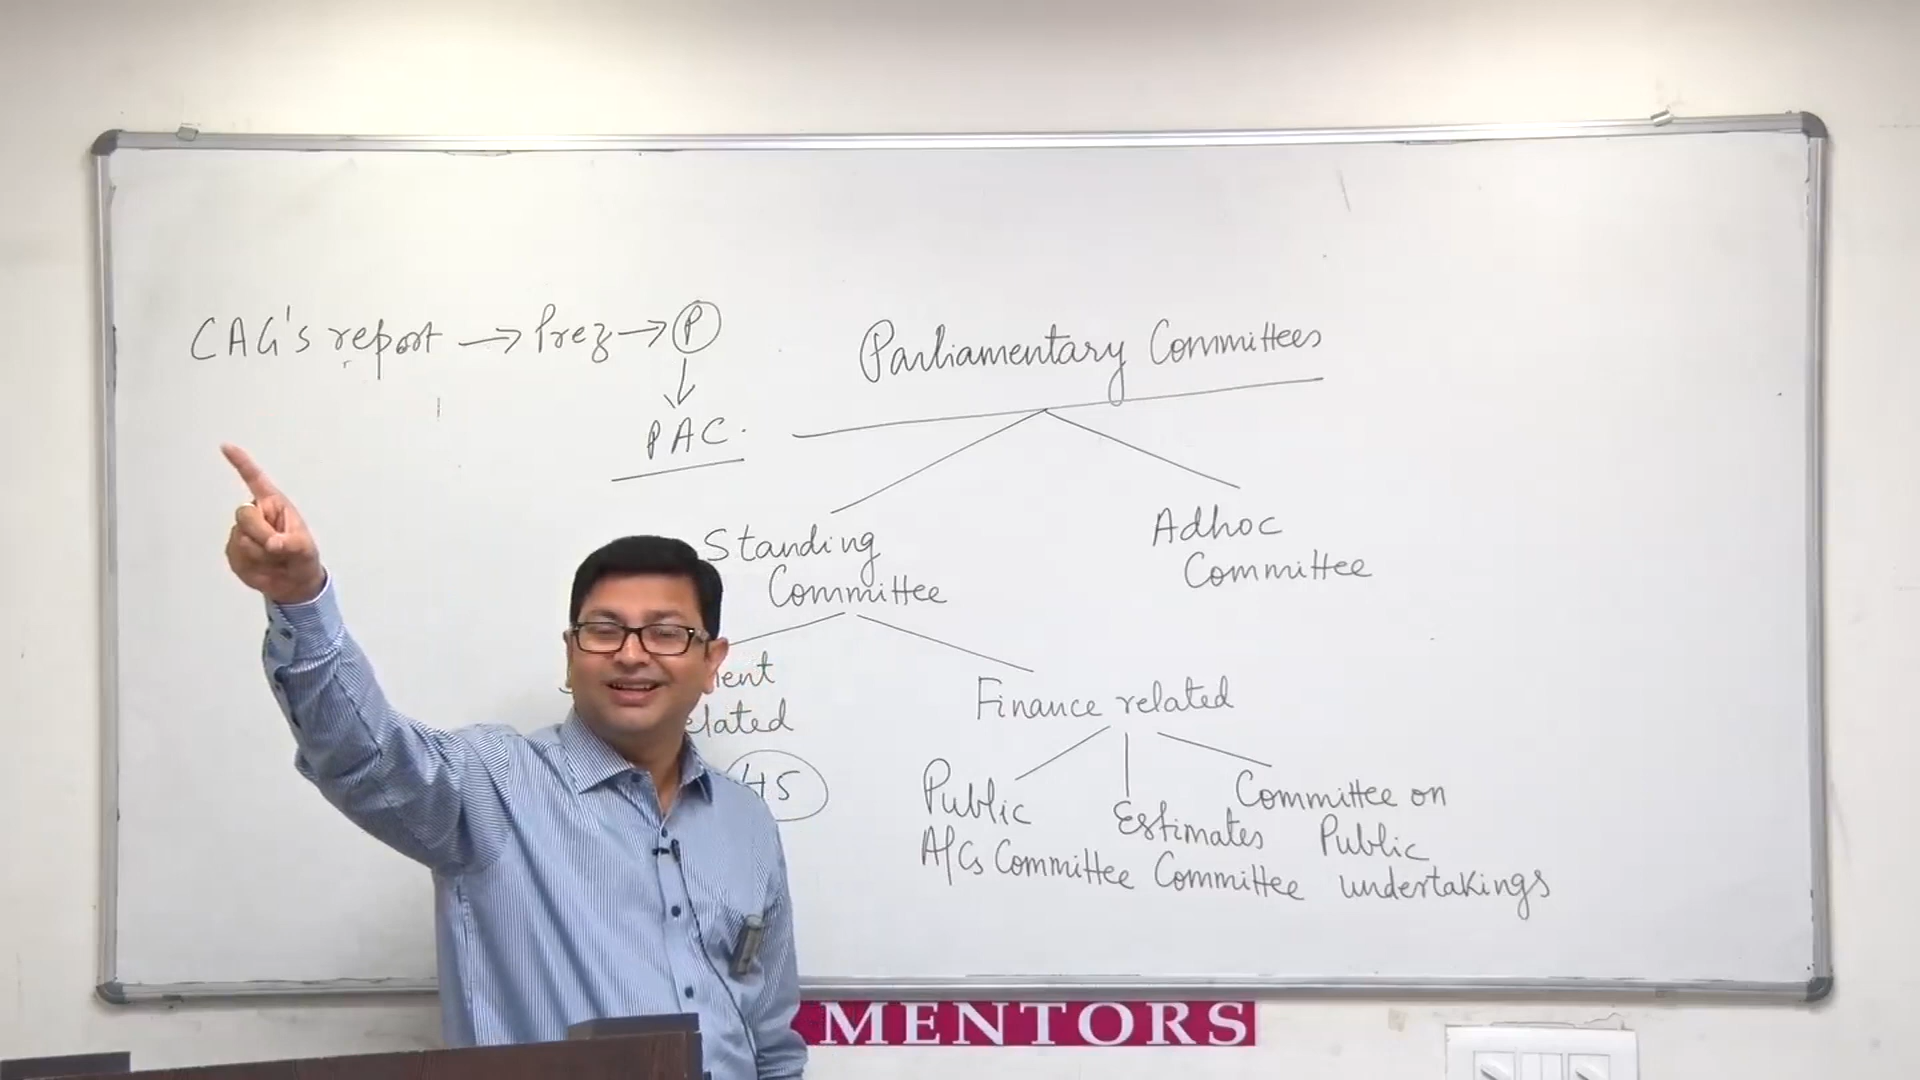 CAG's report → Prez → P
PAC.
Parliamentary Committees
Standing
Committee
Adhoc
Committee
Finance related
Public
A/Cs Committee
Estimates
Committee
Committee on
Public
undertakings
MENTORS